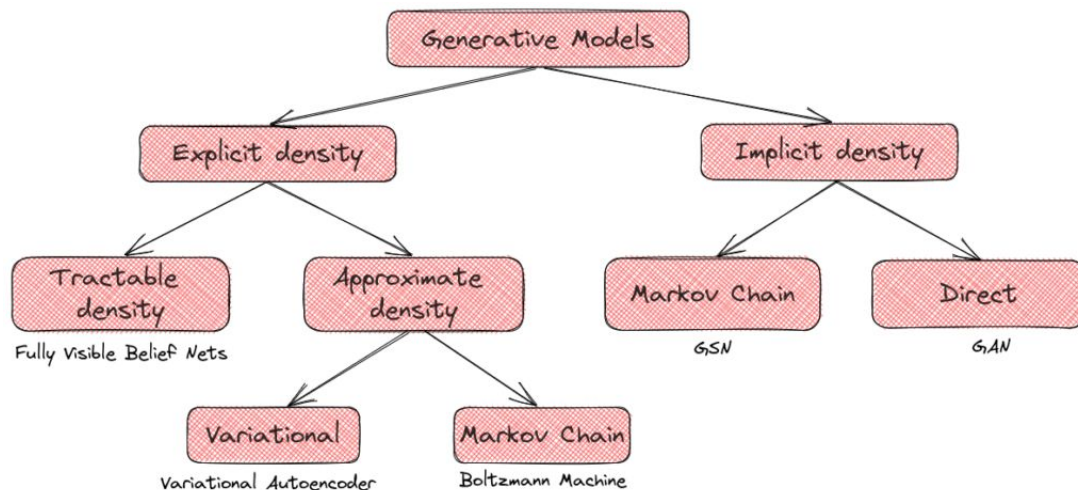 Generative Models
Explicit density
Implicit density
Tractable
density
Approximate
density
Markov Chain
Direct
Fully Visible Belief Nets
GSN
GAN
Variational
Markov Chain
Variational Autoencoder
Boltzmann Machine